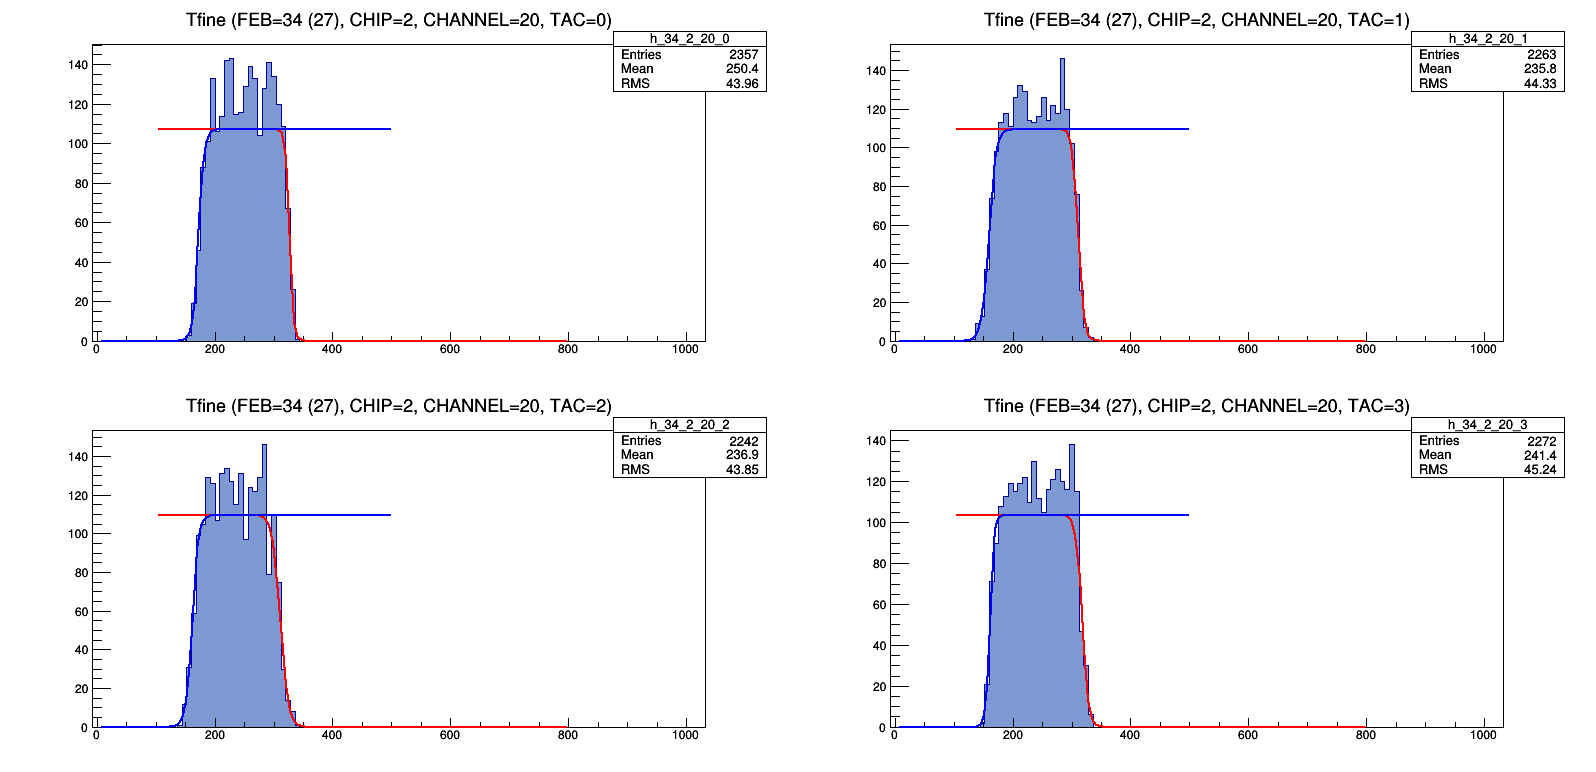 Tfine (FEB=34 (27), CHIP=2, CHANNEL=20, TAC=0)
h_34_2_20_0
Entries 2357
Mean 250.4
RMS 43.96
140
120
100
80
60
40
20
0
0 200 400 600 800 1000
Tfine (FEB=34 (27), CHIP=2, CHANNEL=20, TAC=1)
h_34_2_20_1
Entries 2263
Mean 235.8
RMS 44.33
140
120
100
80
60
40
20
0
0 200 400 600 800 1000
Tfine (FEB=34 (27), CHIP=2, CHANNEL=20, TAC=2)
h_34_2_20_2
Entries 2242
Mean 236.9
RMS 43.85
140
120
100
80
60
40
20
0
0 200 400 600 800 1000
Tfine (FEB=34 (27), CHIP=2, CHANNEL=20, TAC=3)
h_34_2_20_3
Entries 2272
Mean 241.4
RMS 45.24
140
120
100
80
60
40
20
0
0 200 400 600 800 1000